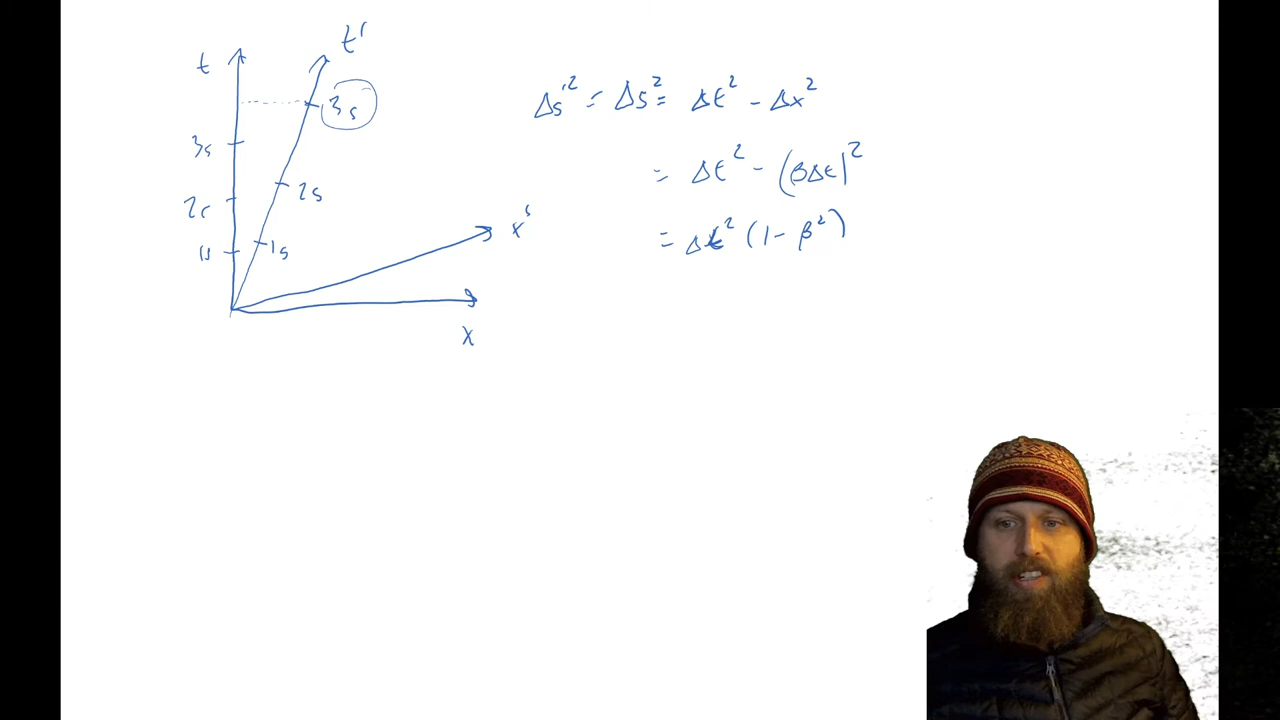 t
t'
3s
3s
2s
2s
1s
1s
x'
x
Δs'² = Δs² = Δt² - Δx²
= Δt² - (βΔt)²
= Δt² (1 - β²)